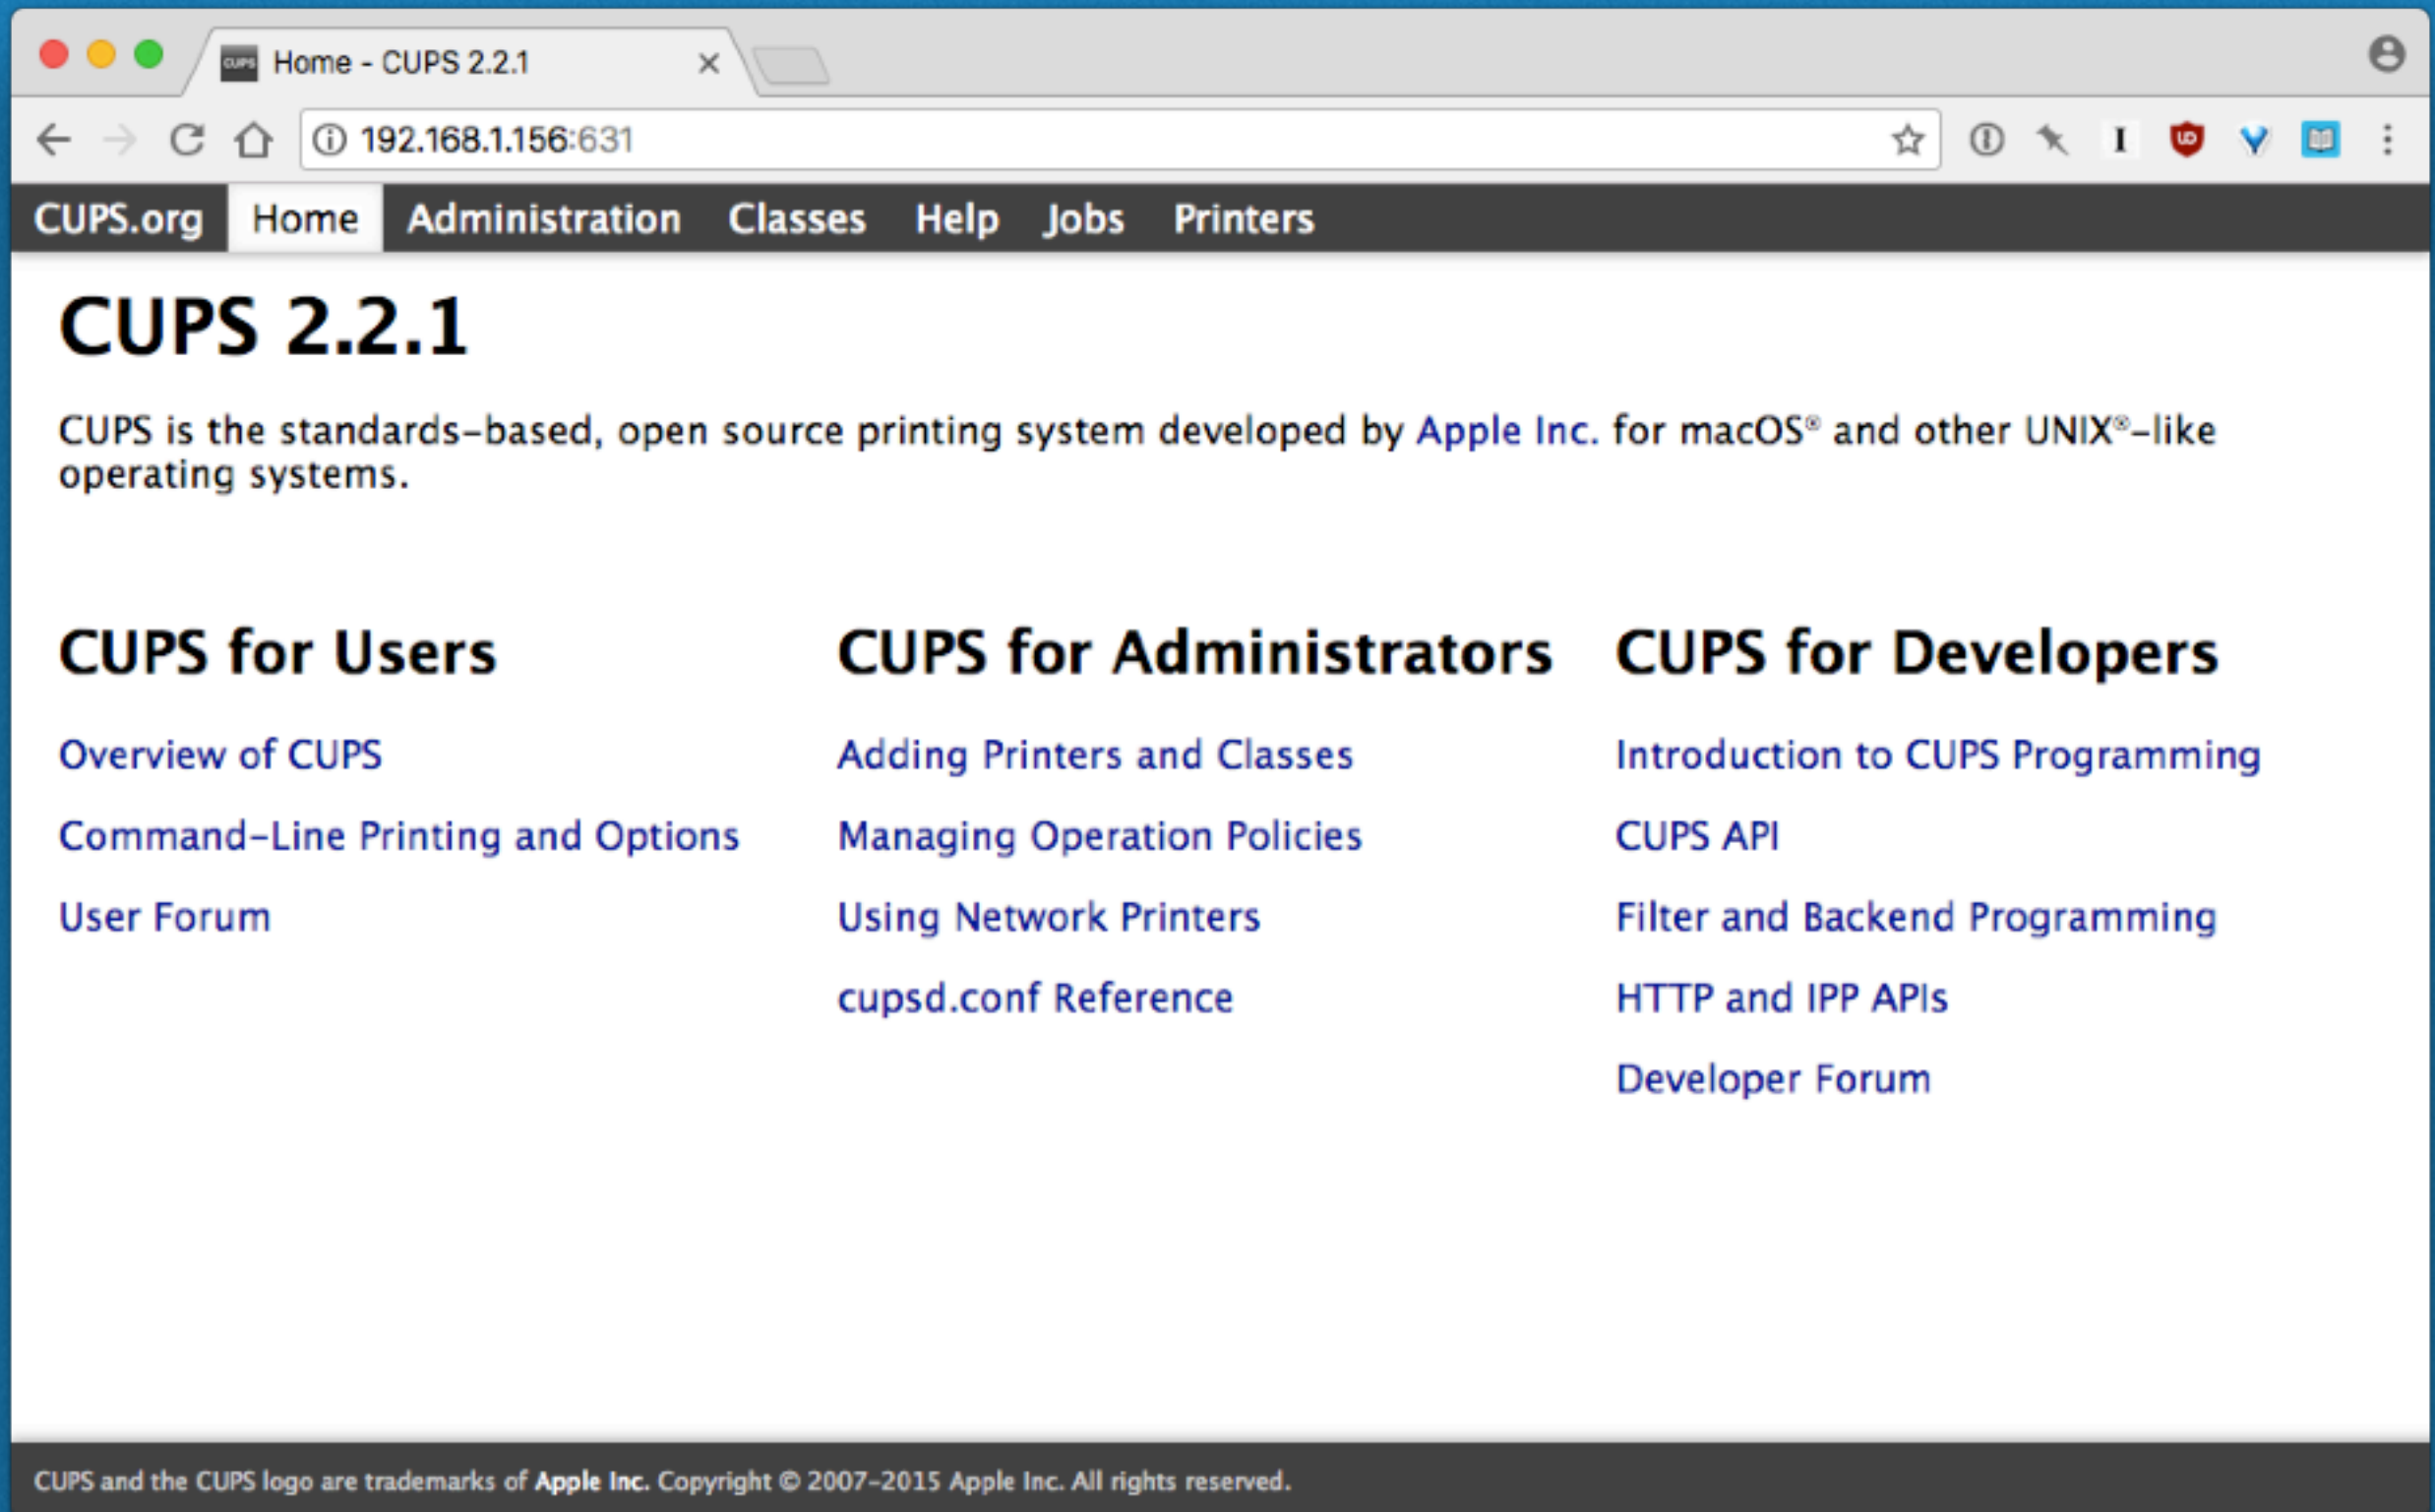 CUPS Home - CUPS 2.2.1
192.168.1.156:631
CUPS.org Home Administration Classes Help Jobs Printers
CUPS 2.2.1
CUPS is the standards-based, open source printing system developed by Apple Inc. for macOS® and other UNIX®-like
operating systems.
CUPS for Users
Overview of CUPS
Command-Line Printing and Options
User Forum
CUPS for Administrators
Adding Printers and Classes
Managing Operation Policies
Using Network Printers
cupsd.conf Reference
CUPS for Developers
Introduction to CUPS Programming
CUPS API
Filter and Backend Programming
HTTP and IPP APIs
Developer Forum
CUPS and the CUPS logo are trademarks of Apple Inc. Copyright © 2007-2015 Apple Inc. All rights reserved.